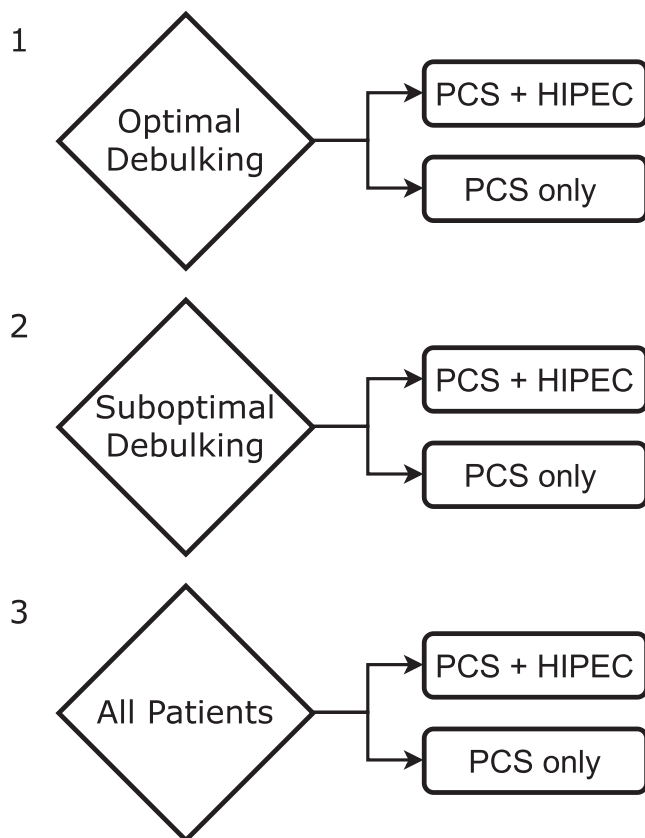 1
Optimal
Debulking
PCS + HIPEC
PCS only
2
Suboptimal
Debulking
PCS + HIPEC
PCS only
3
All Patients
PCS + HIPEC
PCS only